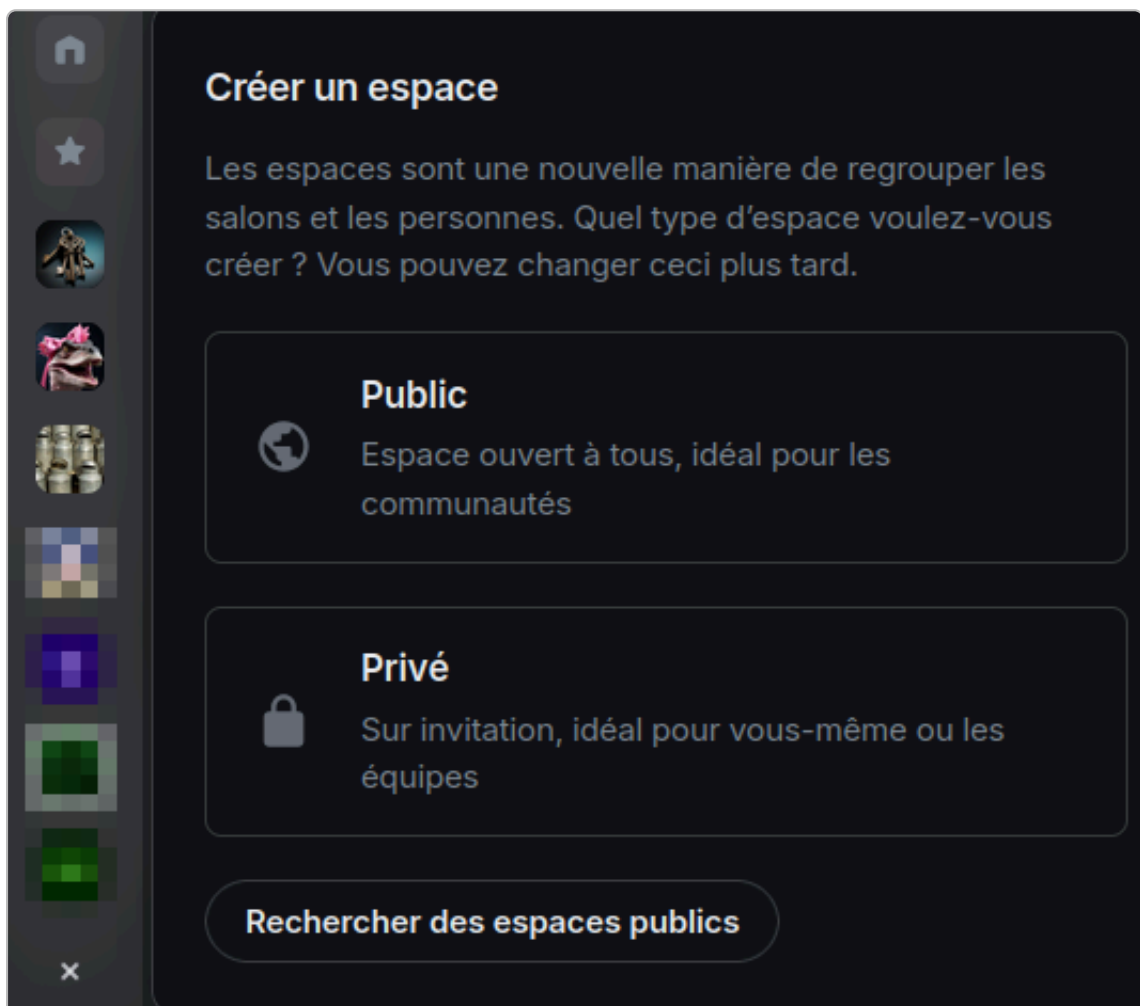 Créer un espace
Les espaces sont une nouvelle manière de regrouper les
salons et les personnes. Quel type d’espace voulez-vous
créer ? Vous pouvez changer ceci plus tard.
Public
Espace ouvert à tous, idéal pour les
communautés
Privé
Sur invitation, idéal pour vous-même ou les
équipes
Rechercher des espaces publics